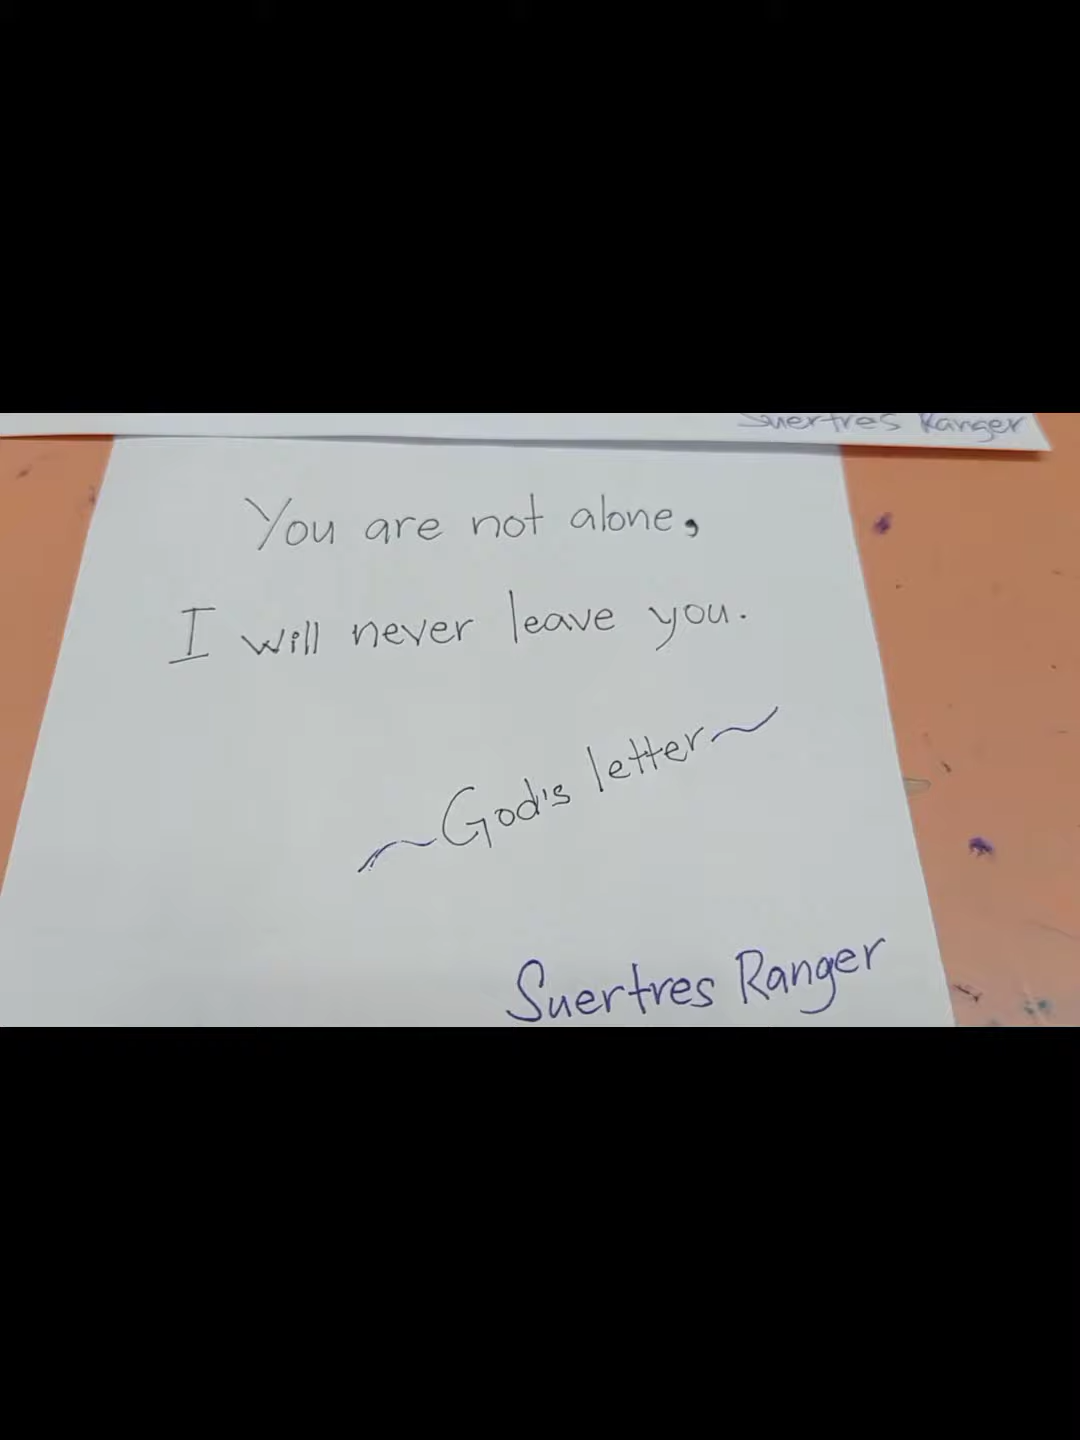 Suertres Ranger
You are not alone,
I will never leave you.
~God's letter~
Suertres Ranger